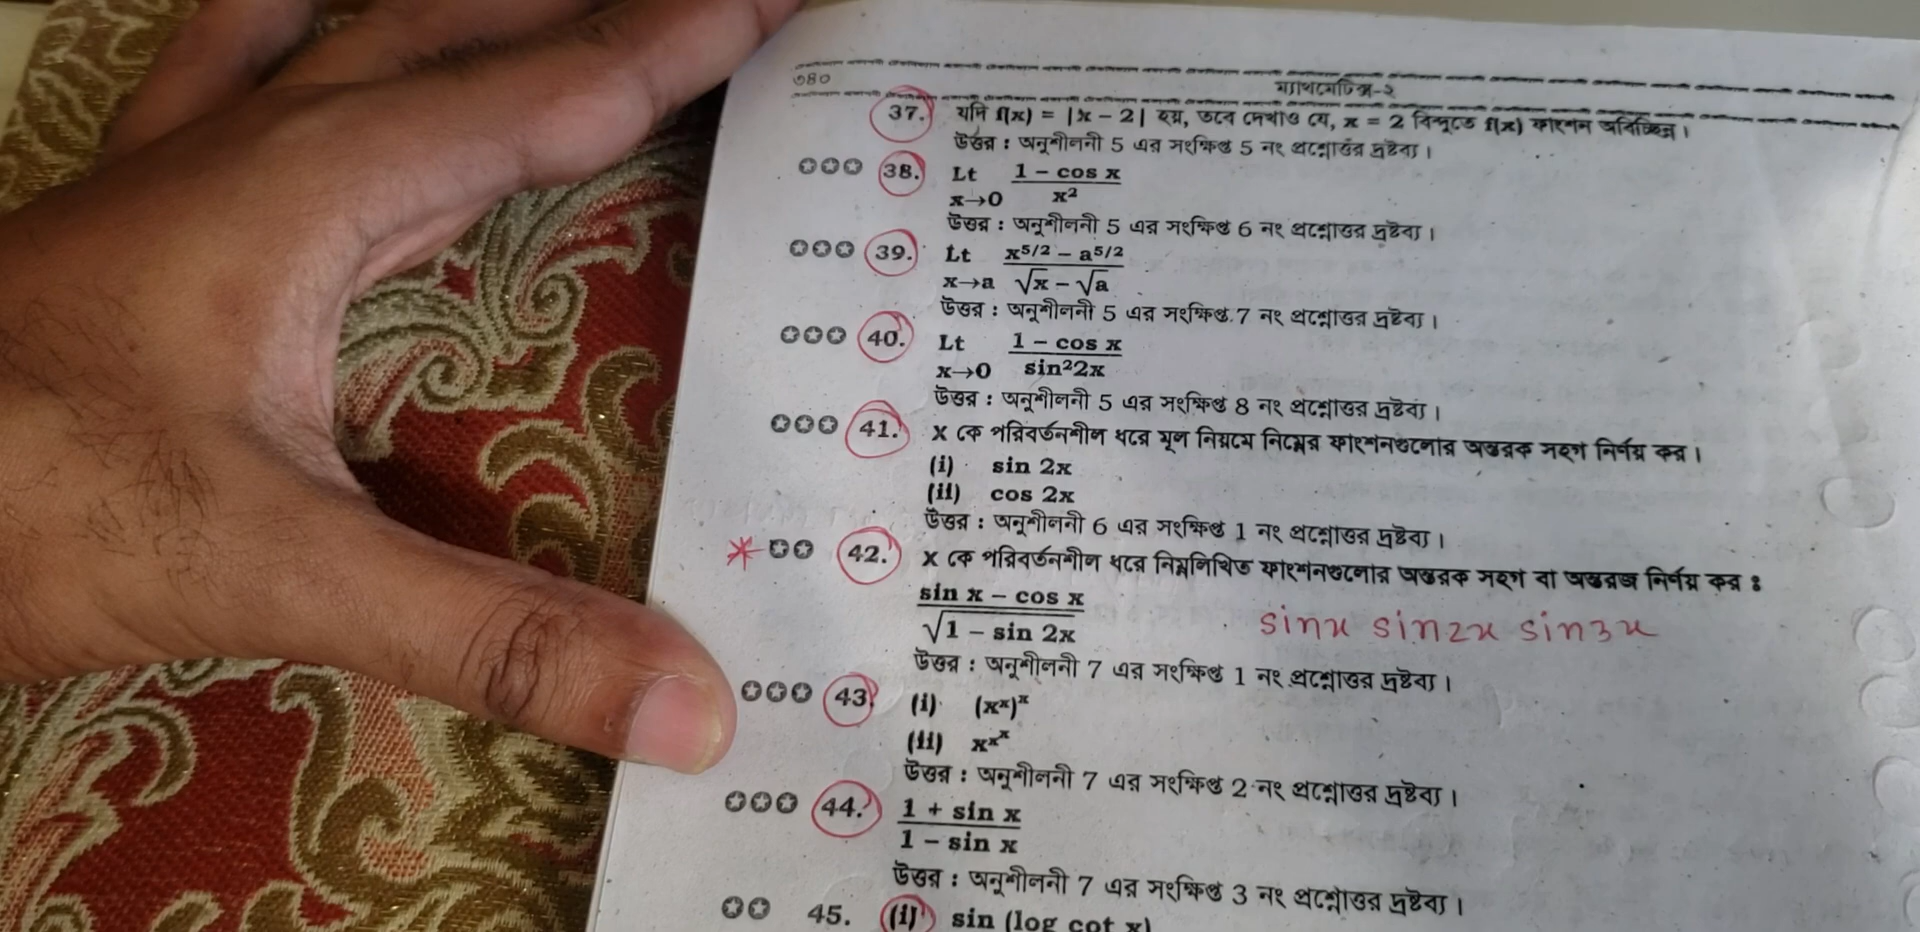 ৩৪০
ম্যাথমেটিক্স-২
37. যদি f(x) = |x − 2| হয়, তবে দেখাও যে, x = 2 বিন্দুতে f(x) ফাংশন অবিচ্ছিন্ন।
উত্তর : অনুশীলনী 5 এর সংক্ষিপ্ত 5 নং প্রশ্নোত্তর দ্রষ্টব্য।
✪✪✪ 38. Lt 1 − cos x
x→0 x²
উত্তর : অনুশীলনী 5 এর সংক্ষিপ্ত 6 নং প্রশ্নোত্তর দ্রষ্টব্য।
✪✪✪ 39. Lt x^5/2 − a^5/2
x→a √x − √a
উত্তর : অনুশীলনী 5 এর সংক্ষিপ্ত 7 নং প্রশ্নোত্তর দ্রষ্টব্য।
✪✪✪ 40. Lt 1 − cos x
x→0 sin²2x
উত্তর : অনুশীলনী 5 এর সংক্ষিপ্ত 8 নং প্রশ্নোত্তর দ্রষ্টব্য।
✪✪✪ 41. x কে পরিবর্তনশীল ধরে মূল নিয়মে নিম্নের ফাংশনগুলোর অন্তরক সহগ নির্ণয় কর।
(i) sin 2x
(ii) cos 2x
উত্তর : অনুশীলনী 6 এর সংক্ষিপ্ত 1 নং প্রশ্নোত্তর দ্রষ্টব্য।
✪✪ 42. x কে পরিবর্তনশীল ধরে নিম্নলিখিত ফাংশনগুলোর অন্তরক সহগ বা অন্তরজ নির্ণয় কর :
sin x − cos x
√1 − sin 2x
sinx sin2x sin3x
উত্তর : অনুশীলনী 7 এর সংক্ষিপ্ত 1 নং প্রশ্নোত্তর দ্রষ্টব্য।
✪✪✪ 43. (i) (x^x)^x
(ii) x^x^x
উত্তর : অনুশীলনী 7 এর সংক্ষিপ্ত 2 নং প্রশ্নোত্তর দ্রষ্টব্য।
✪✪✪ 44. 1 + sin x
1 − sin x
উত্তর : অনুশীলনী 7 এর সংক্ষিপ্ত 3 নং প্রশ্নোত্তর দ্রষ্টব্য।
✪✪ 45. (i) sin (log cot x)